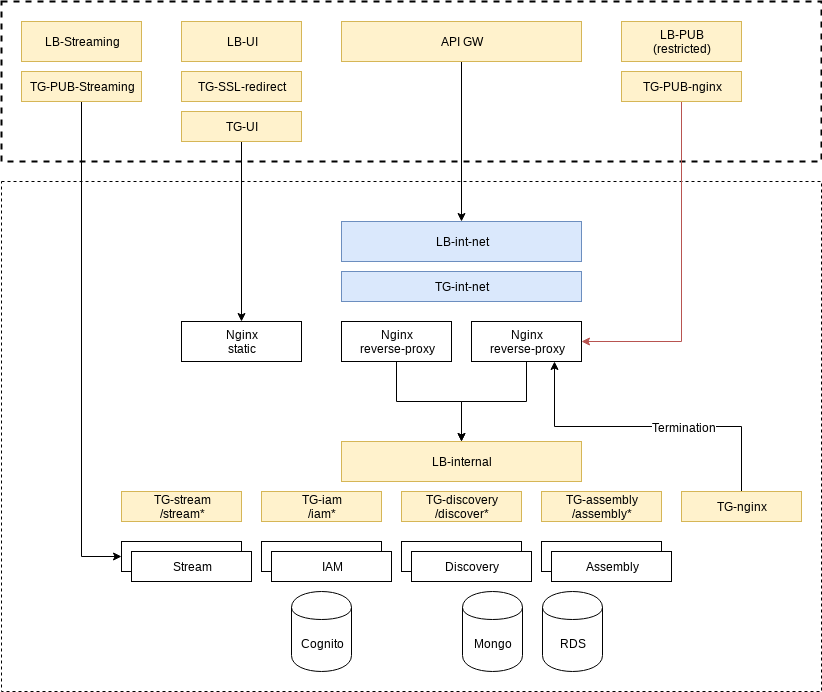 LB-Streaming
LB-UI
API GW
LB-PUB
(restricted)
TG-PUB-Streaming
TG-SSL-redirect
TG-PUB-nginx
TG-UI
LB-int-net
TG-int-net
Nginx
static
Nginx
reverse-proxy
Nginx
reverse-proxy
Termination
LB-internal
TG-stream
/stream*
TG-iam
/iam*
TG-discovery
/discover*
TG-assembly
/assembly*
TG-nginx
Stream
IAM
Discovery
Assembly
Cognito
Mongo
RDS